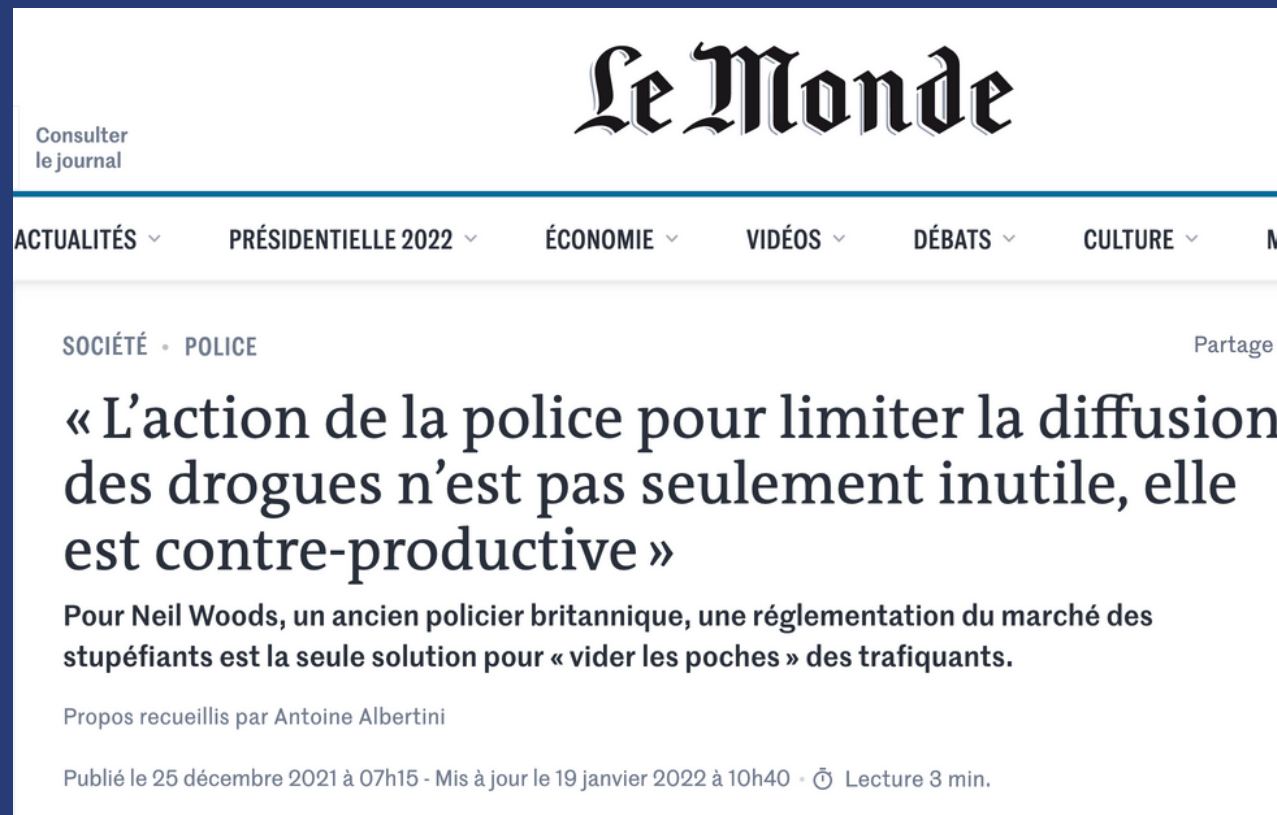 Le Monde
Consulter
le journal
ACTUALITÉS PRÉSIDENTIELLE 2022 ÉCONOMIE VIDÉOS DÉBATS CULTURE M
SOCIÉTÉ • POLICE Partage
« L’action de la police pour limiter la diffusion
des drogues n’est pas seulement inutile, elle
est contre-productive »
Pour Neil Woods, un ancien policier britannique, une réglementation du marché des
stupéfiants est la seule solution pour « vider les poches » des trafiquants.
Propos recueillis par Antoine Albertini
Publié le 25 décembre 2021 à 07h15 - Mis à jour le 19 janvier 2022 à 10h40 • Lecture 3 min.